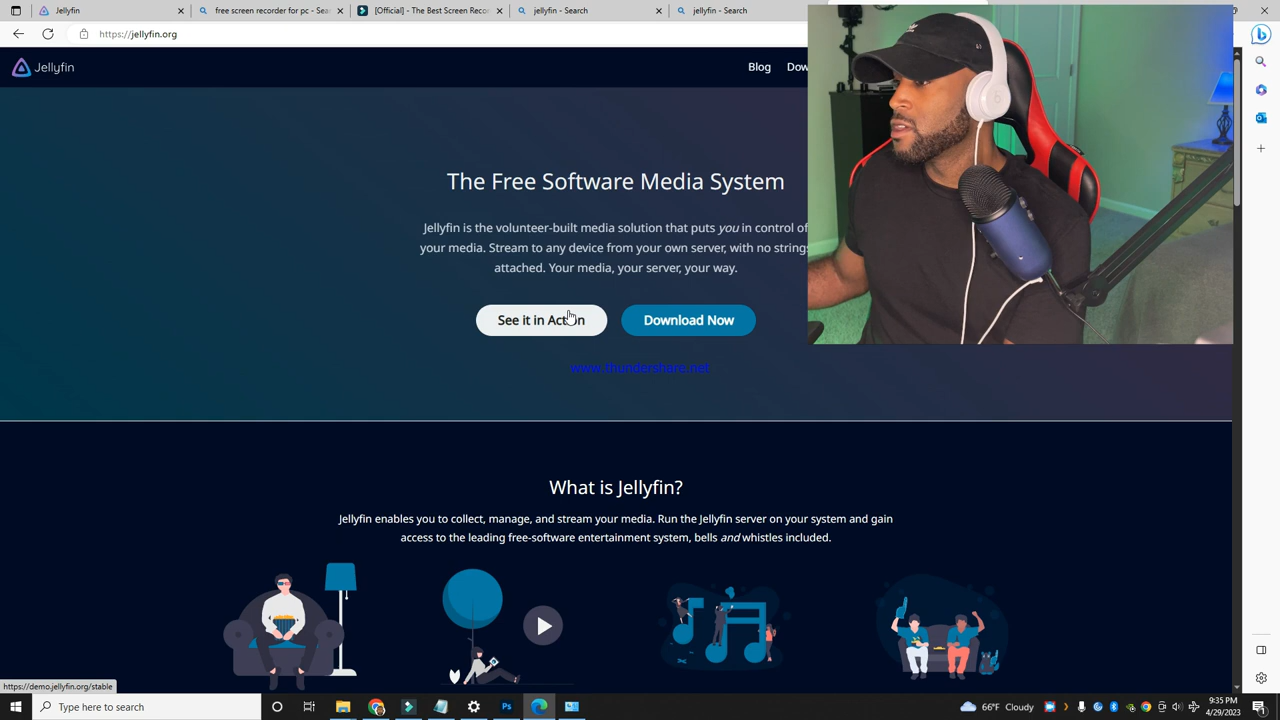 Jellyfin
free screen recorder for pc - Sea
[Official] - The Best Screen Reco
jellyfin - Search
jellyfin - Search
https://jellyfin.org
Jellyfin
Blog
Dow
The Free Software Media System
Jellyfin is the volunteer-built media solution that puts you in control of
your media. Stream to any device from your own server, with no strings
attached. Your media, your server, your way.
See it in Action
Download Now
www.thundershare.net
What is Jellyfin?
Jellyfin enables you to collect, manage, and stream your media. Run the Jellyfin server on your system and gain
access to the leading free-software entertainment system, bells and whistles included.
https://demo.jellyfin.org/stable
Type here to search
Ps
66°F Cloudy
9:35 PM
4/29/2023